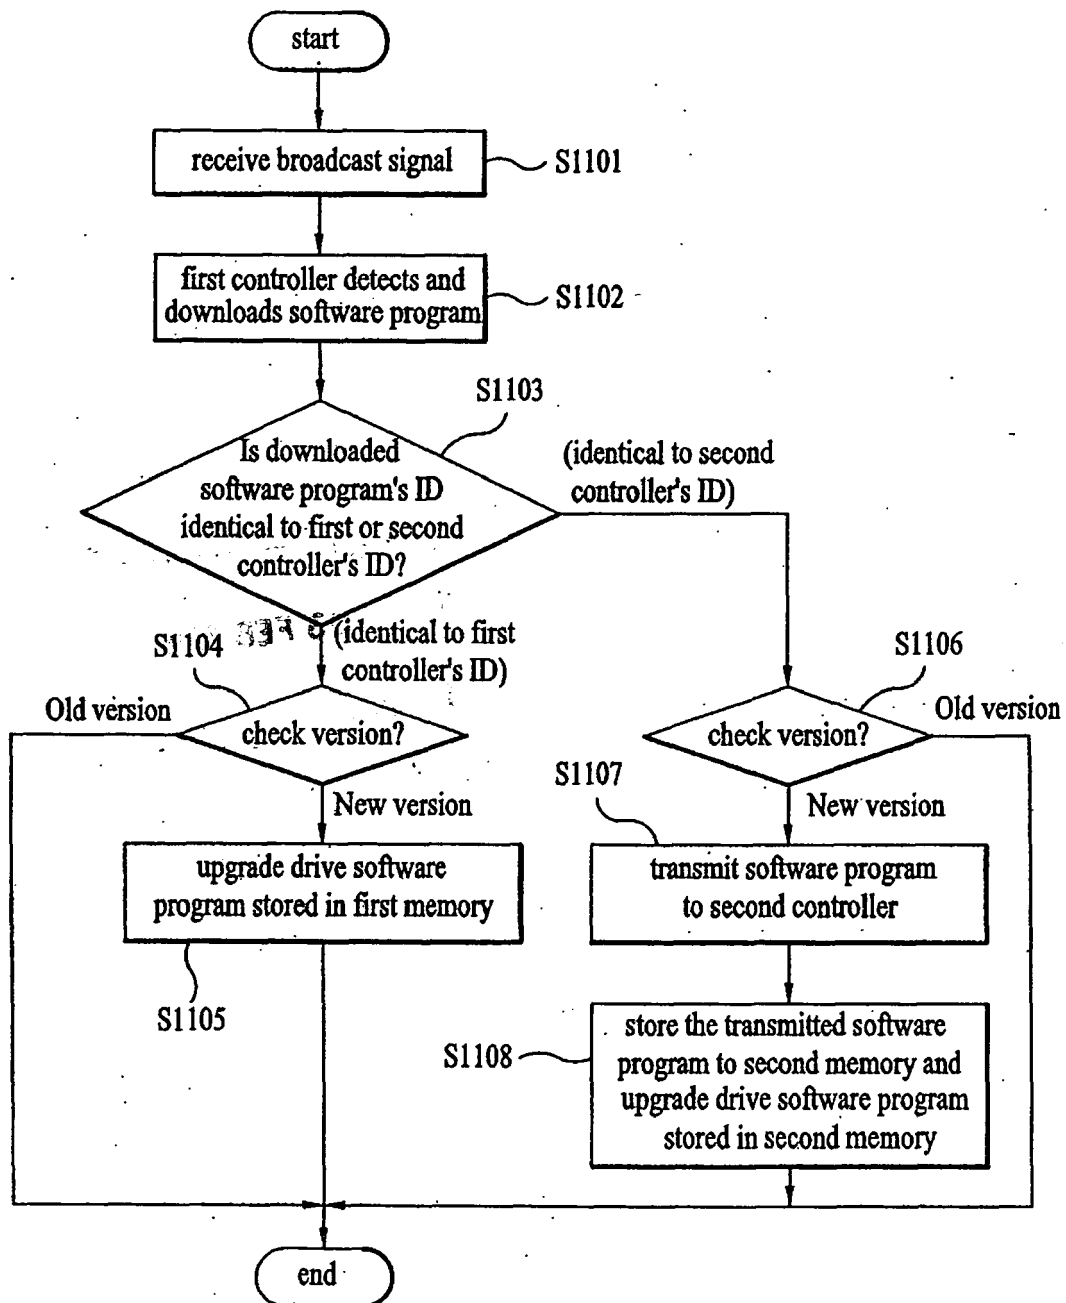 start
receive broadcast signal
S1101
first controller detects and
downloads software program
S1102
S1103
Is downloaded
software program's ID
identical to first or second
controller's ID?
(identical to second
controller's ID)
(identical to first
controller's ID)
S1104
Old version
check version?
New version
upgrade drive software
program stored in first memory
S1105
S1106
Old version
check version?
New version
S1107
transmit software program
to second controller
S1108
store the transmitted software
program to second memory and
upgrade drive software program
stored in second memory
end